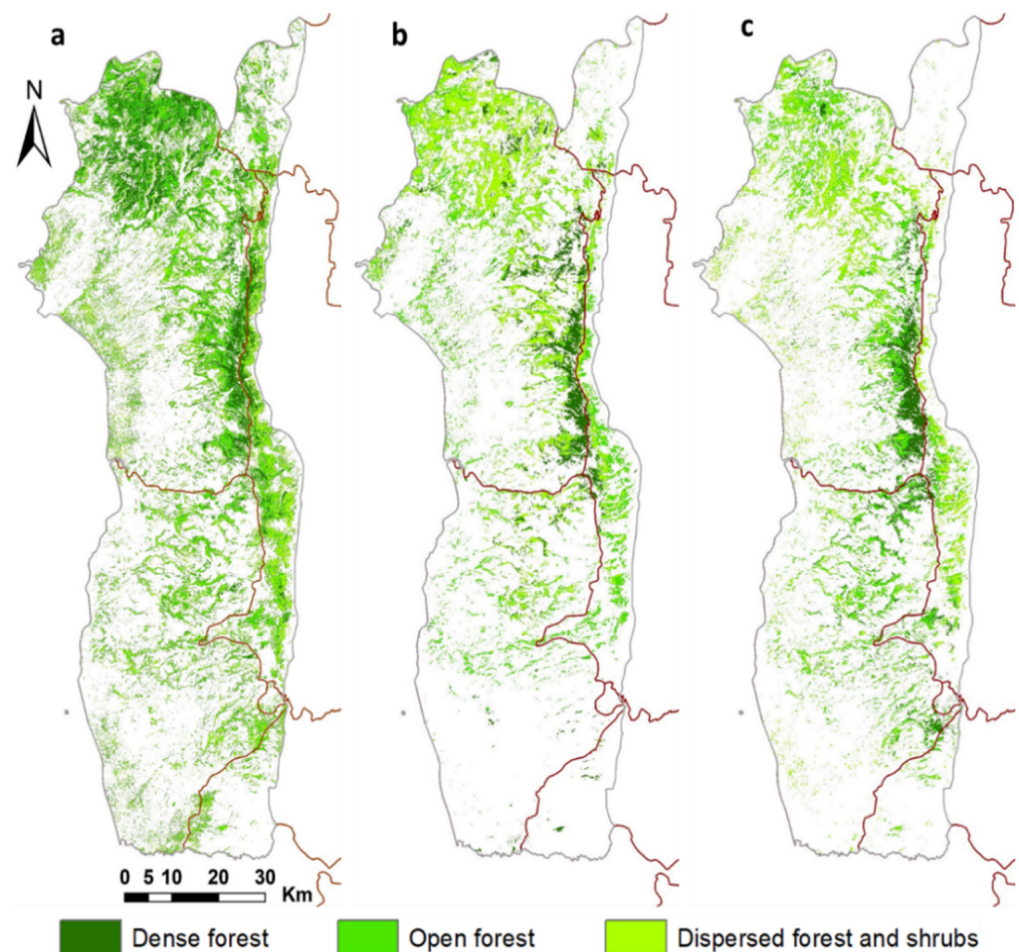 a b c
N
0 5 10 20 30
Km
Dense forest Open forest Dispersed forest and shrubs